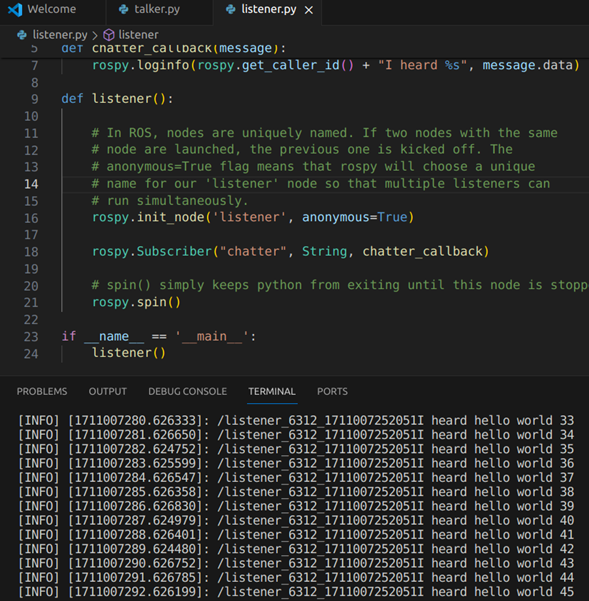 Welcome talker.py listener.py
listener.py > listener
5 def chatter_callback(message):
7 rospy.loginfo(rospy.get_caller_id() + "I heard %s", message.data)
8
9 def listener():
10
11 # In ROS, nodes are uniquely named. If two nodes with the same
12 # node are launched, the previous one is kicked off. The
13 # anonymous=True flag means that rospy will choose a unique
14 # name for our 'listener' node so that multiple listeners can
15 # run simultaneously.
16 rospy.init_node('listener', anonymous=True)
17
18 rospy.Subscriber("chatter", String, chatter_callback)
19
20 # spin() simply keeps python from exiting until this node is stopp
21 rospy.spin()
22
23 if __name__ == '__main__':
24 listener()
PROBLEMS OUTPUT DEBUG CONSOLE TERMINAL PORTS
[INFO] [1711007280.626333]: /listener_6312_1711007252051I heard hello world 33
[INFO] [1711007281.626650]: /listener_6312_1711007252051I heard hello world 34
[INFO] [1711007282.624752]: /listener_6312_1711007252051I heard hello world 35
[INFO] [1711007283.625599]: /listener_6312_1711007252051I heard hello world 36
[INFO] [1711007284.626547]: /listener_6312_1711007252051I heard hello world 37
[INFO] [1711007285.626358]: /listener_6312_1711007252051I heard hello world 38
[INFO] [1711007286.626830]: /listener_6312_1711007252051I heard hello world 39
[INFO] [1711007287.624979]: /listener_6312_1711007252051I heard hello world 40
[INFO] [1711007288.626401]: /listener_6312_1711007252051I heard hello world 41
[INFO] [1711007289.624480]: /listener_6312_1711007252051I heard hello world 42
[INFO] [1711007290.626752]: /listener_6312_1711007252051I heard hello world 43
[INFO] [1711007291.626785]: /listener_6312_1711007252051I heard hello world 44
[INFO] [1711007292.626199]: /listener_6312_1711007252051I heard hello world 45